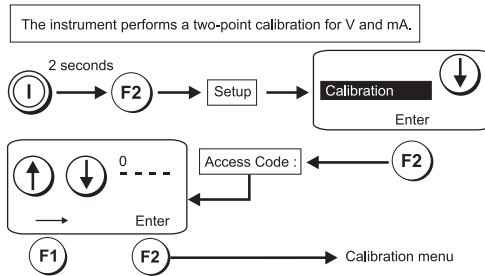 The instrument performs a two-point calibration for V and mA.
2 seconds
I
F2
Setup
Calibration
Enter
0
- - - -
Access Code :
F2
Enter
F1
F2
Calibration menu